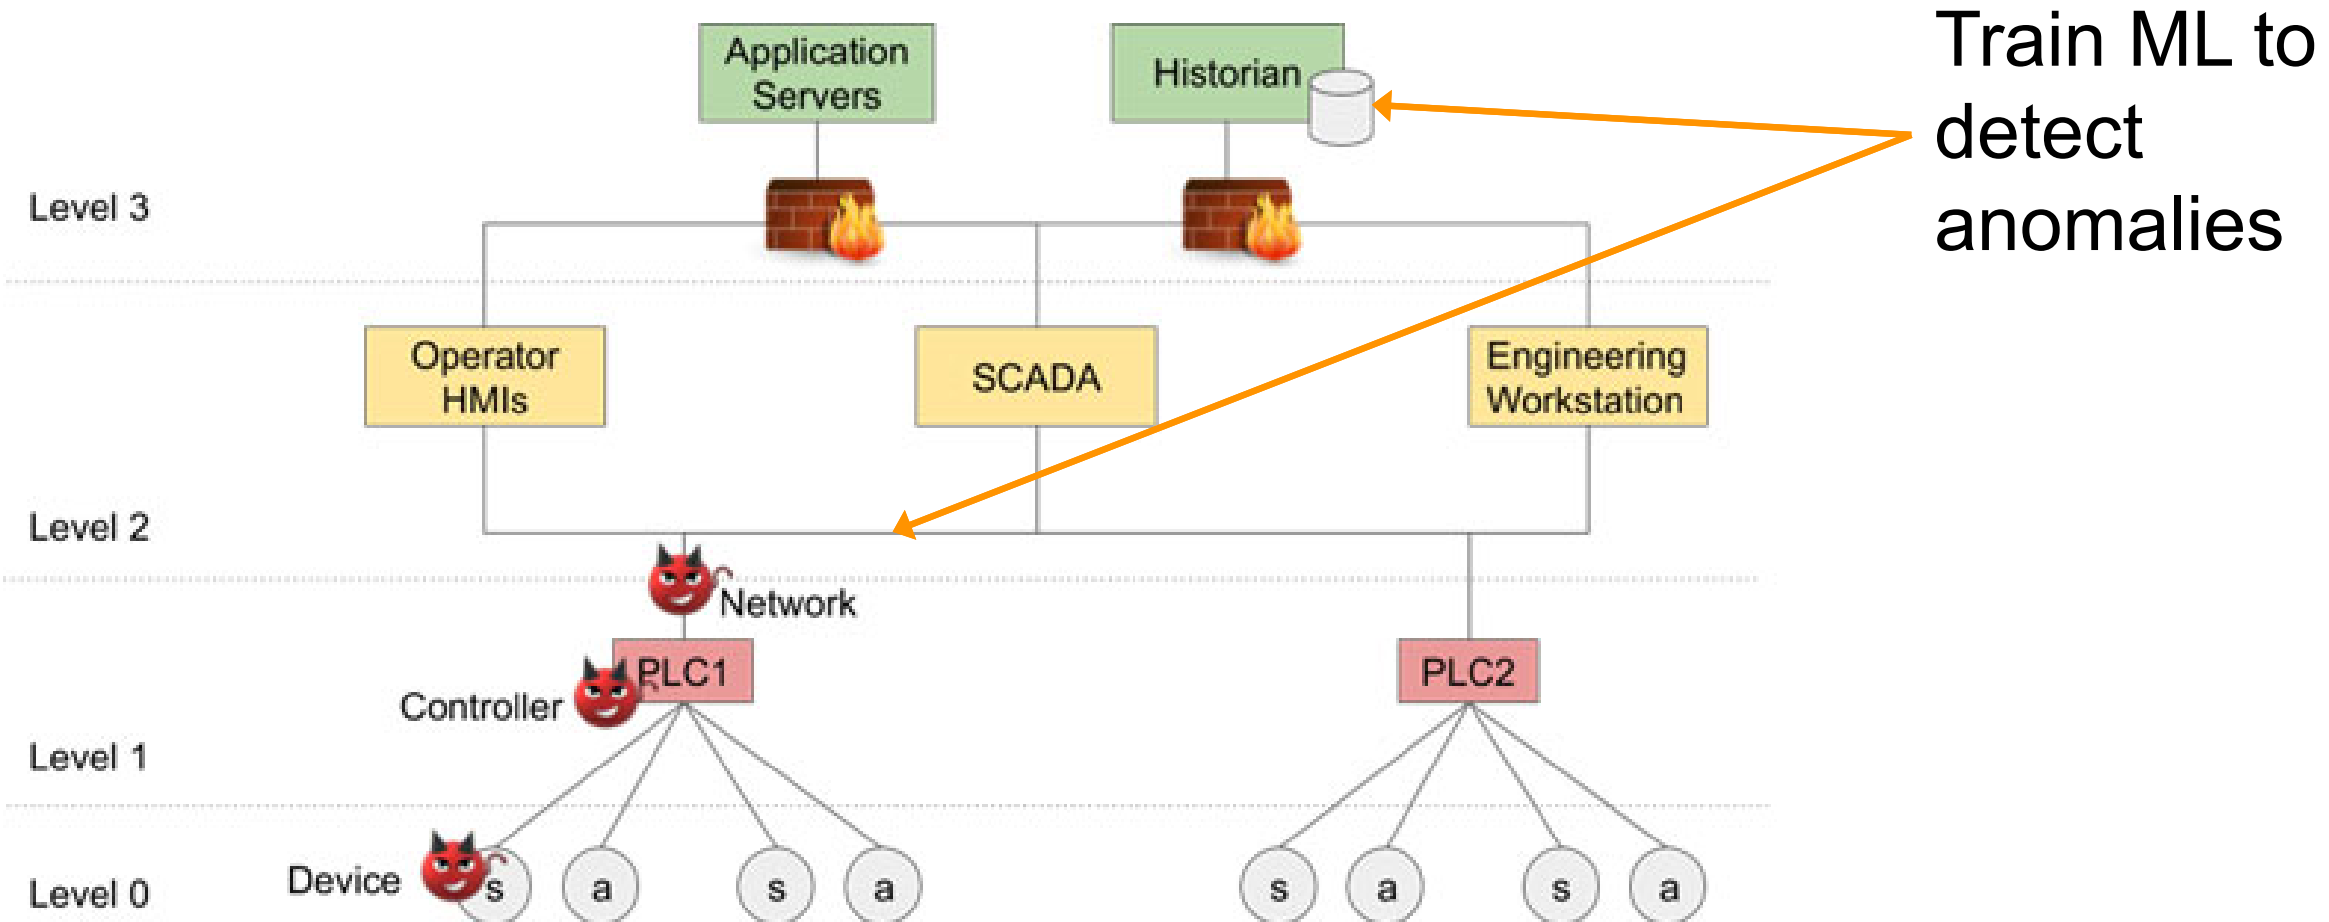 Application
Servers
Historian
Train ML to
detect
anomalies
Level 3
Operator
HMIs
SCADA
Engineering
Workstation
Level 2
Network
PLC1
PLC2
Controller
Level 1
Device
s
a
s
a
s
a
s
a
Level 0